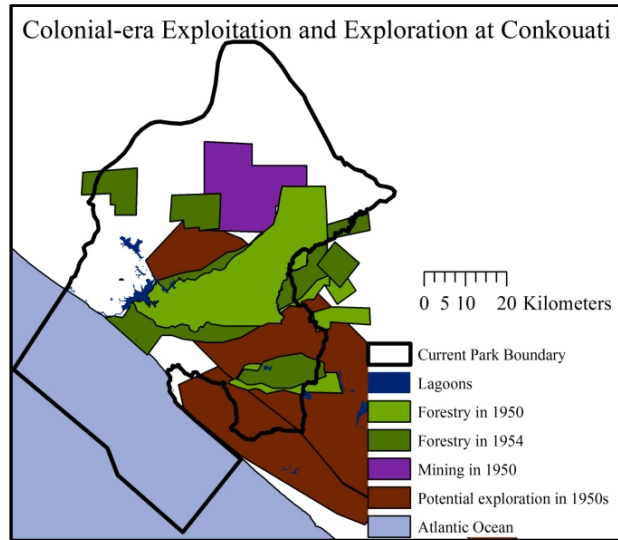 Colonial-era Exploitation and Exploration at Conkouati
0 5 10 20 Kilometers
Current Park Boundary
Lagoons
Forestry in 1950
Forestry in 1954
Mining in 1950
Potential exploration in 1950s
Atlantic Ocean